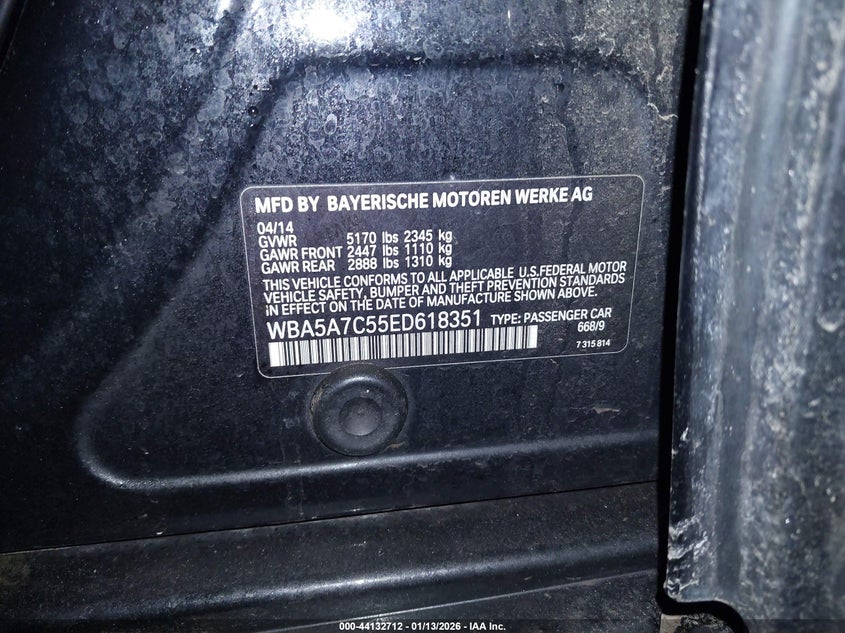 MFD BY BAYERISCHE MOTOREN WERKE AG
04/14
GVWR 5170 lbs 2345 kg
GAWR FRONT 2447 lbs 1110 kg
GAWR REAR 2888 lbs 1310 kg
THIS VEHICLE CONFORMS TO ALL APPLICABLE U.S.FEDERAL MOTOR
VEHICLE SAFETY, BUMPER AND THEFT PREVENTION STANDARDS
IN EFFECT ON THE DATE OF MANUFACTURE SHOWN ABOVE.
WBA5A7C55ED618351 TYPE: PASSENGER CAR
668/9
7 315 814
000-44132712 - 01/13/2026 - IAA Inc.